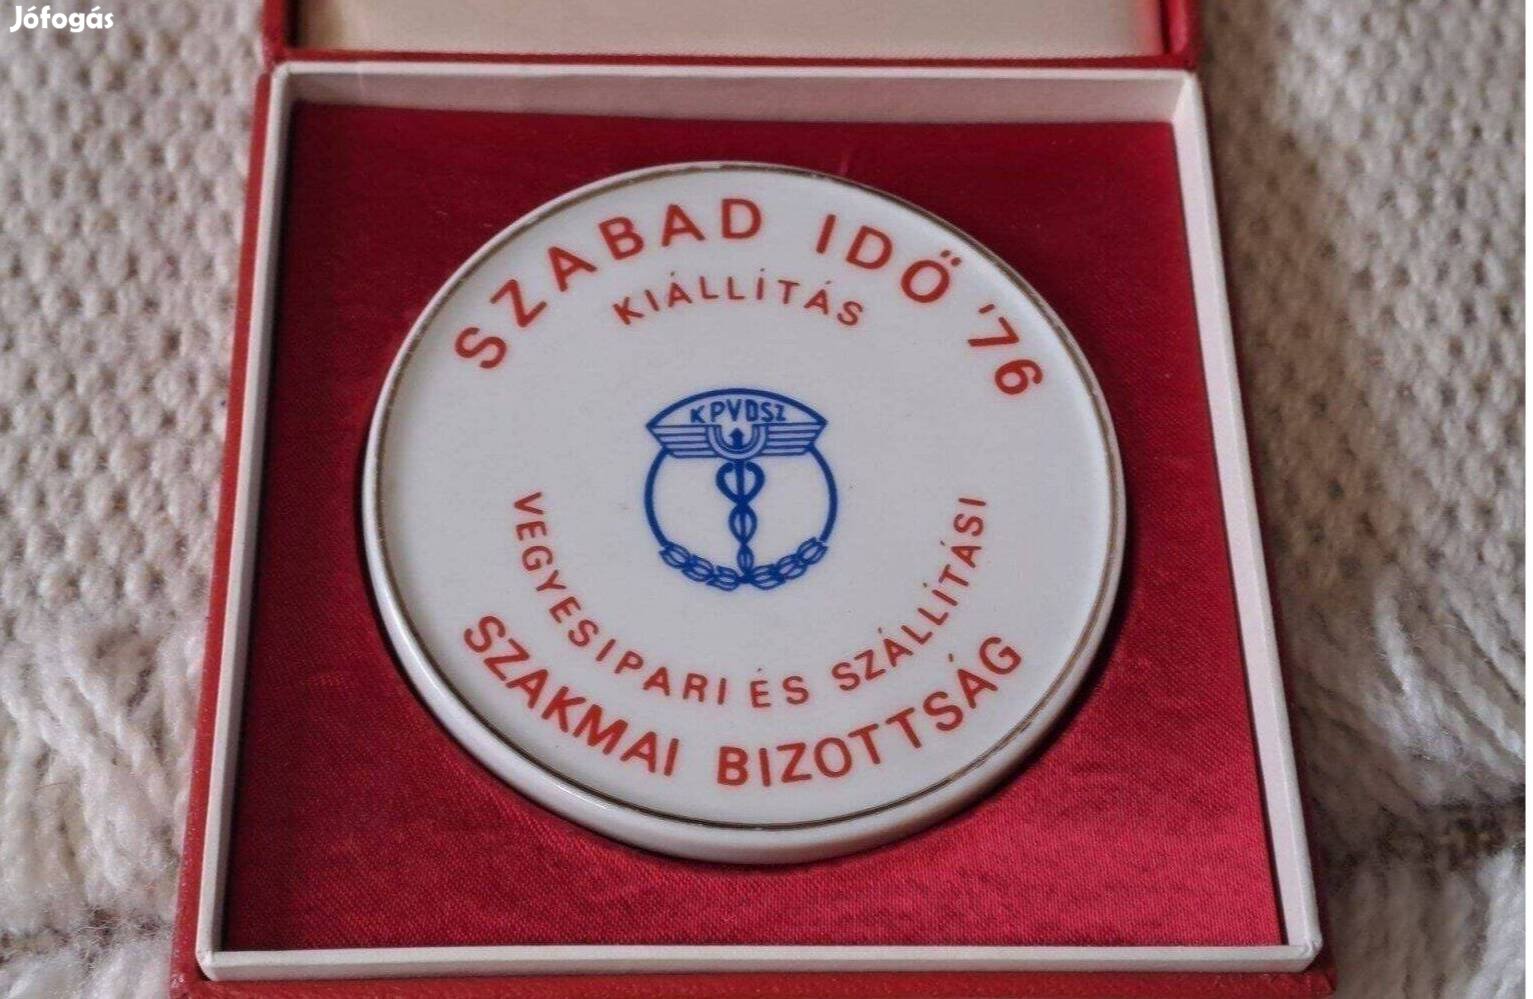 Jófogás
SZABAD IDŐ '76
KIÁLLÍTÁS
KPVDSZ
VEGYESIPARI ÉS SZÁLLÍTÁSI
SZAKMAI BIZOTTSÁG